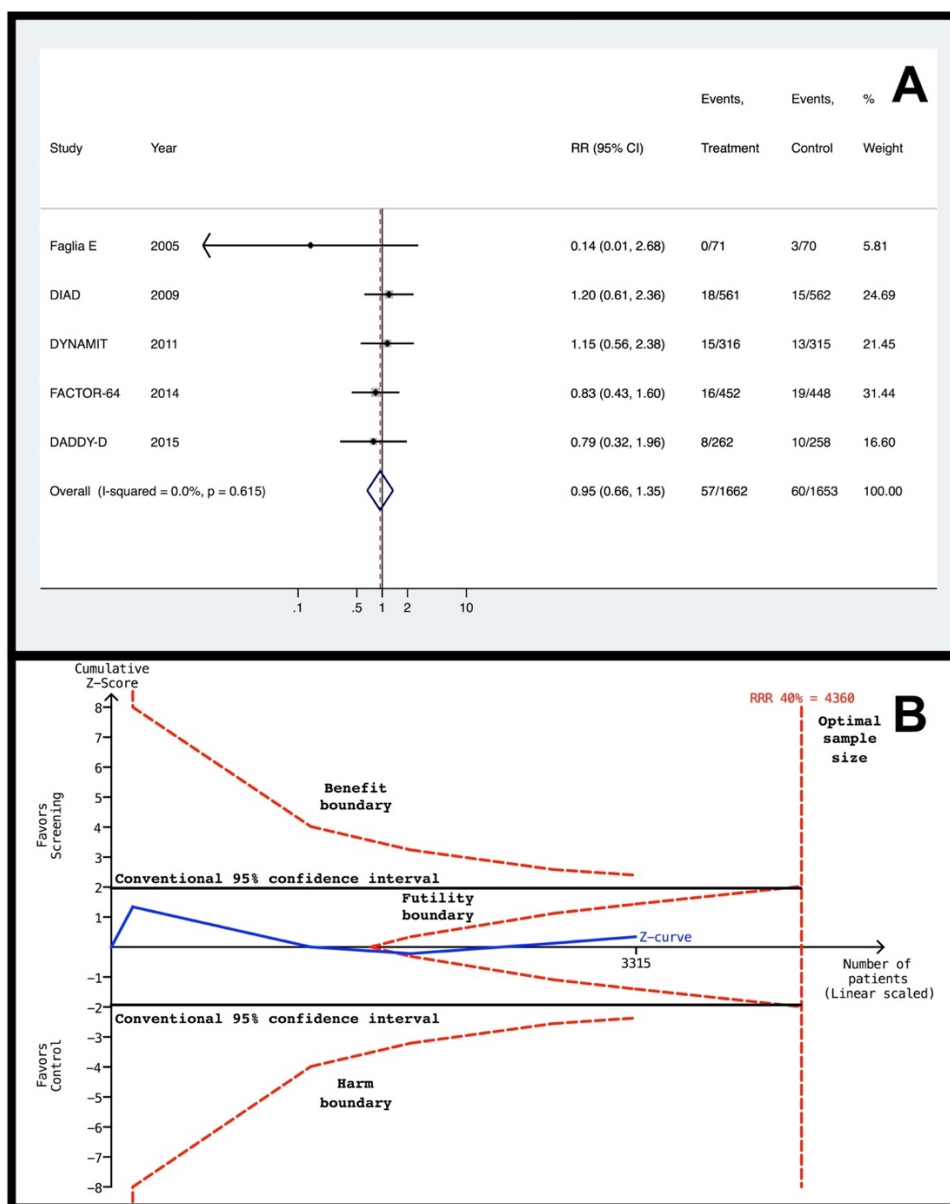 A
Events, Events, %
Study Year RR (95% CI) Treatment Control Weight
Faglia E 2005 0.14 (0.01, 2.68) 0/71 3/70 5.81
DIAD 2009 1.20 (0.61, 2.36) 18/561 15/562 24.69
DYNAMIT 2011 1.15 (0.56, 2.38) 15/316 13/315 21.45
FACTOR-64 2014 0.83 (0.43, 1.60) 16/452 19/448 31.44
DADDY-D 2015 0.79 (0.32, 1.96) 8/262 10/258 16.60
Overall (I-squared = 0.0%, p = 0.615) 0.95 (0.66, 1.35) 57/1662 60/1653 100.00
.1 .5 1 2 10
B
Cumulative
Z-Score
RRR 40% = 4360
Optimal
sample
size
8
7
6
5
4
3
2
1
-1
-2
-3
-4
-5
-6
-7
-8
Favors
Screening
Favors
Control
Benefit
boundary
Conventional 95% confidence interval
Futility
boundary
Z-curve
3315
Number of
patients
(Linear scaled)
Conventional 95% confidence interval
Harm
boundary